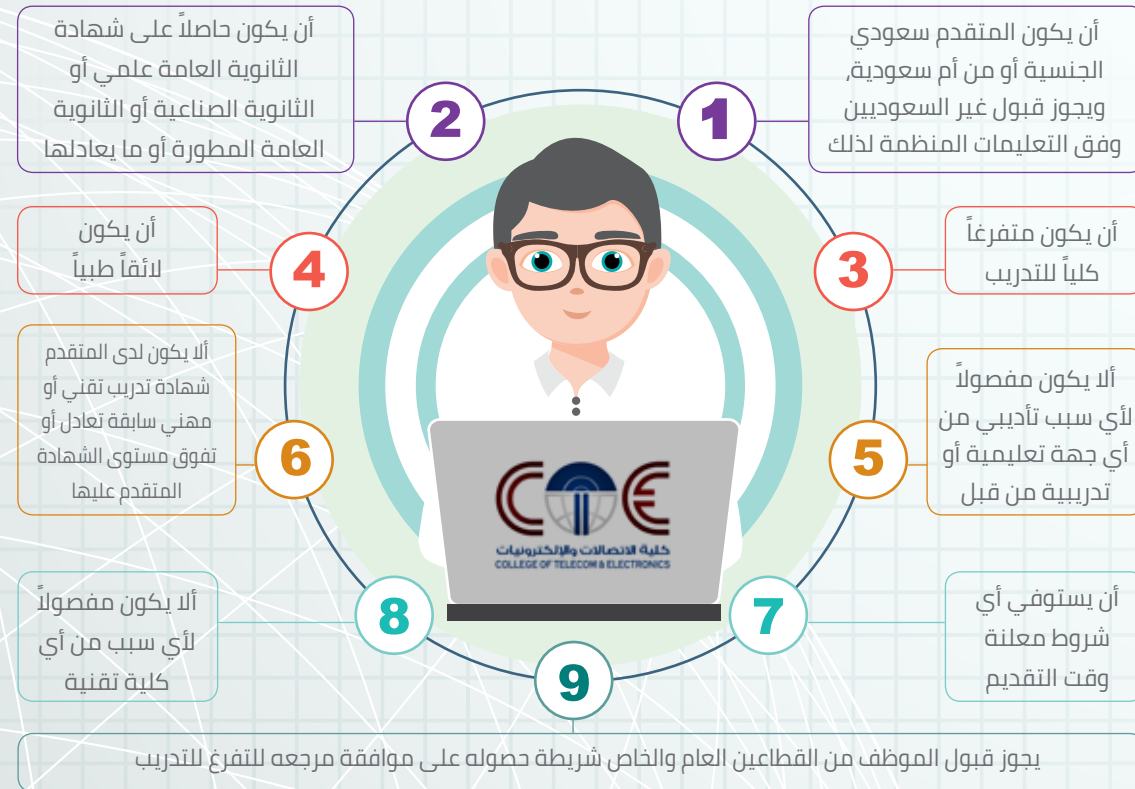 1
أن يكون المتقدم سعودي
الجنسية أو من أم سعودية,
ويجوز قبول غير السعوديين
وفق التعليمات المنظمة لذلك
2
أن يكون حاصلاً على شهادة
الثانوية العامة علمي أو
الثانوية الصناعية أو الثانوية
العامة المطورة أو ما يعادلها
3
أن يكون متفرغاً
كلياً للتدريب
4
أن يكون
لائقاً طبياً
5
ألا يكون مفصولاً
لأي سبب تأديبي من
أي جهة تعليمية أو
تدريبية من قبل
6
ألا يكون لدى المتقدم
شهادة تدريب تقني أو
مهني سابقة تعادل أو
تفوق مستوى الشهادة
المتقدم عليها
CTE
كلية الاتصالات والإلكترونيات
COLLEGE OF TELECOM & ELECTRONICS
7
أن يستوفي أي
شروط معلنة
وقت التقديم
8
ألا يكون مفصولاً
لأي سبب من أي
كلية تقنية
9
يجوز قبول الموظف من القطاعين العام والخاص شريطة حصوله على موافقة مرجعه للتفرغ للتدريب